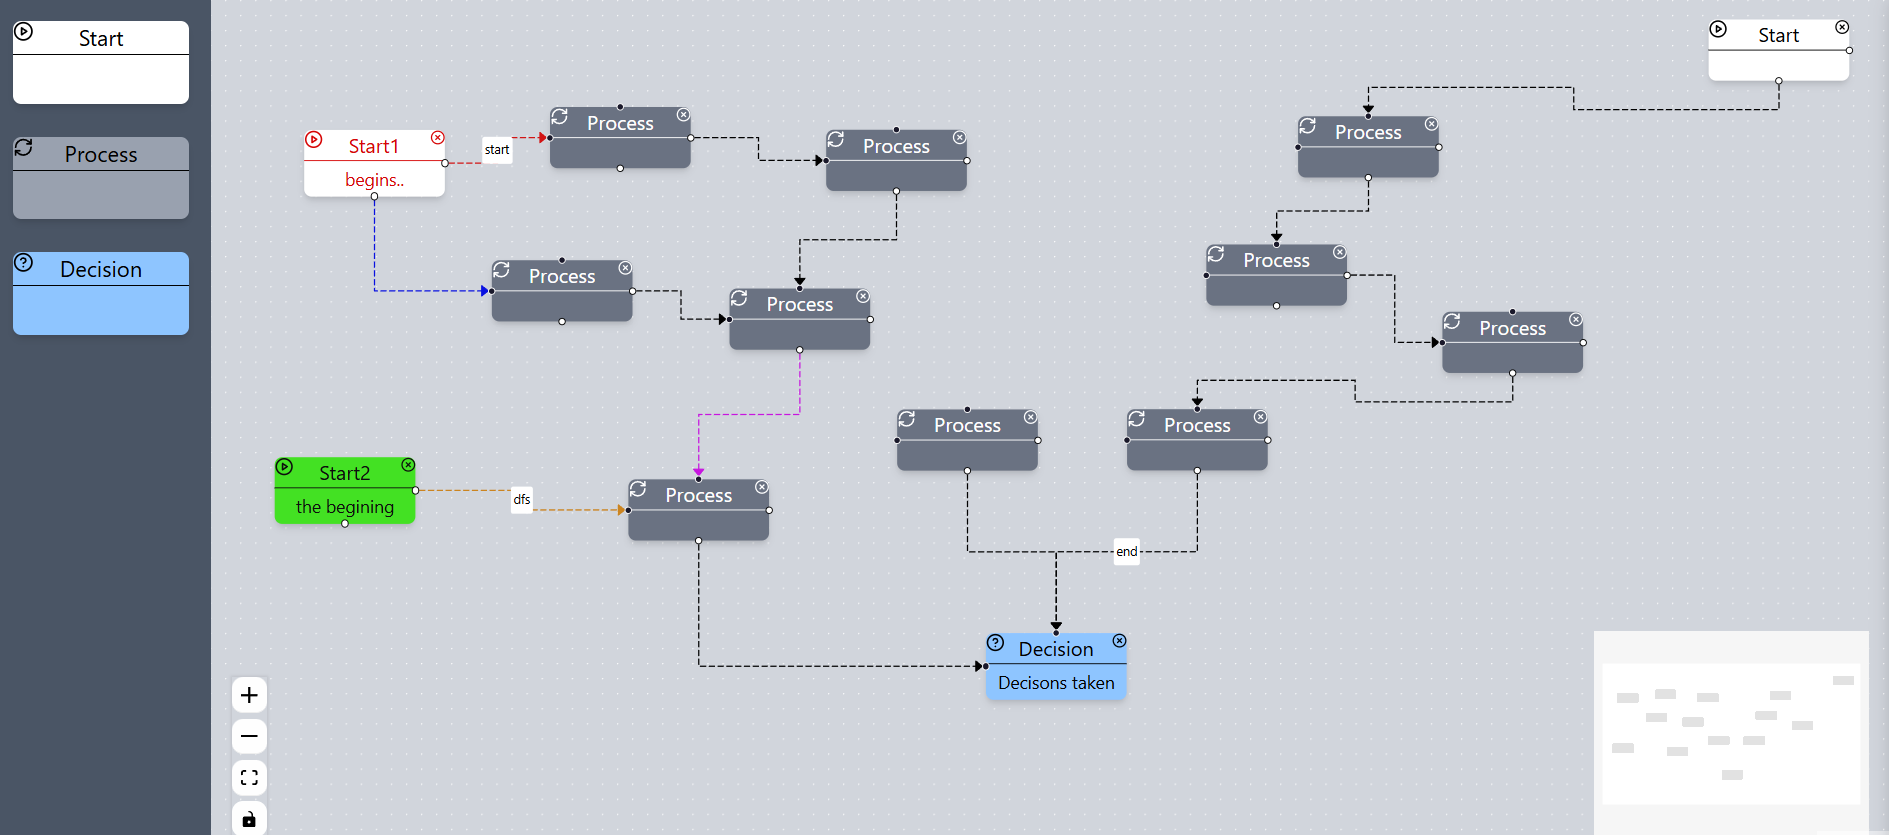 Start
Process
Decision
Start
Process
Start1
begins..
start
Process
Process
Process
Process
Process
Process
Process
Process
Start2
the begining
dfs
Process
end
Decision
Decisons taken